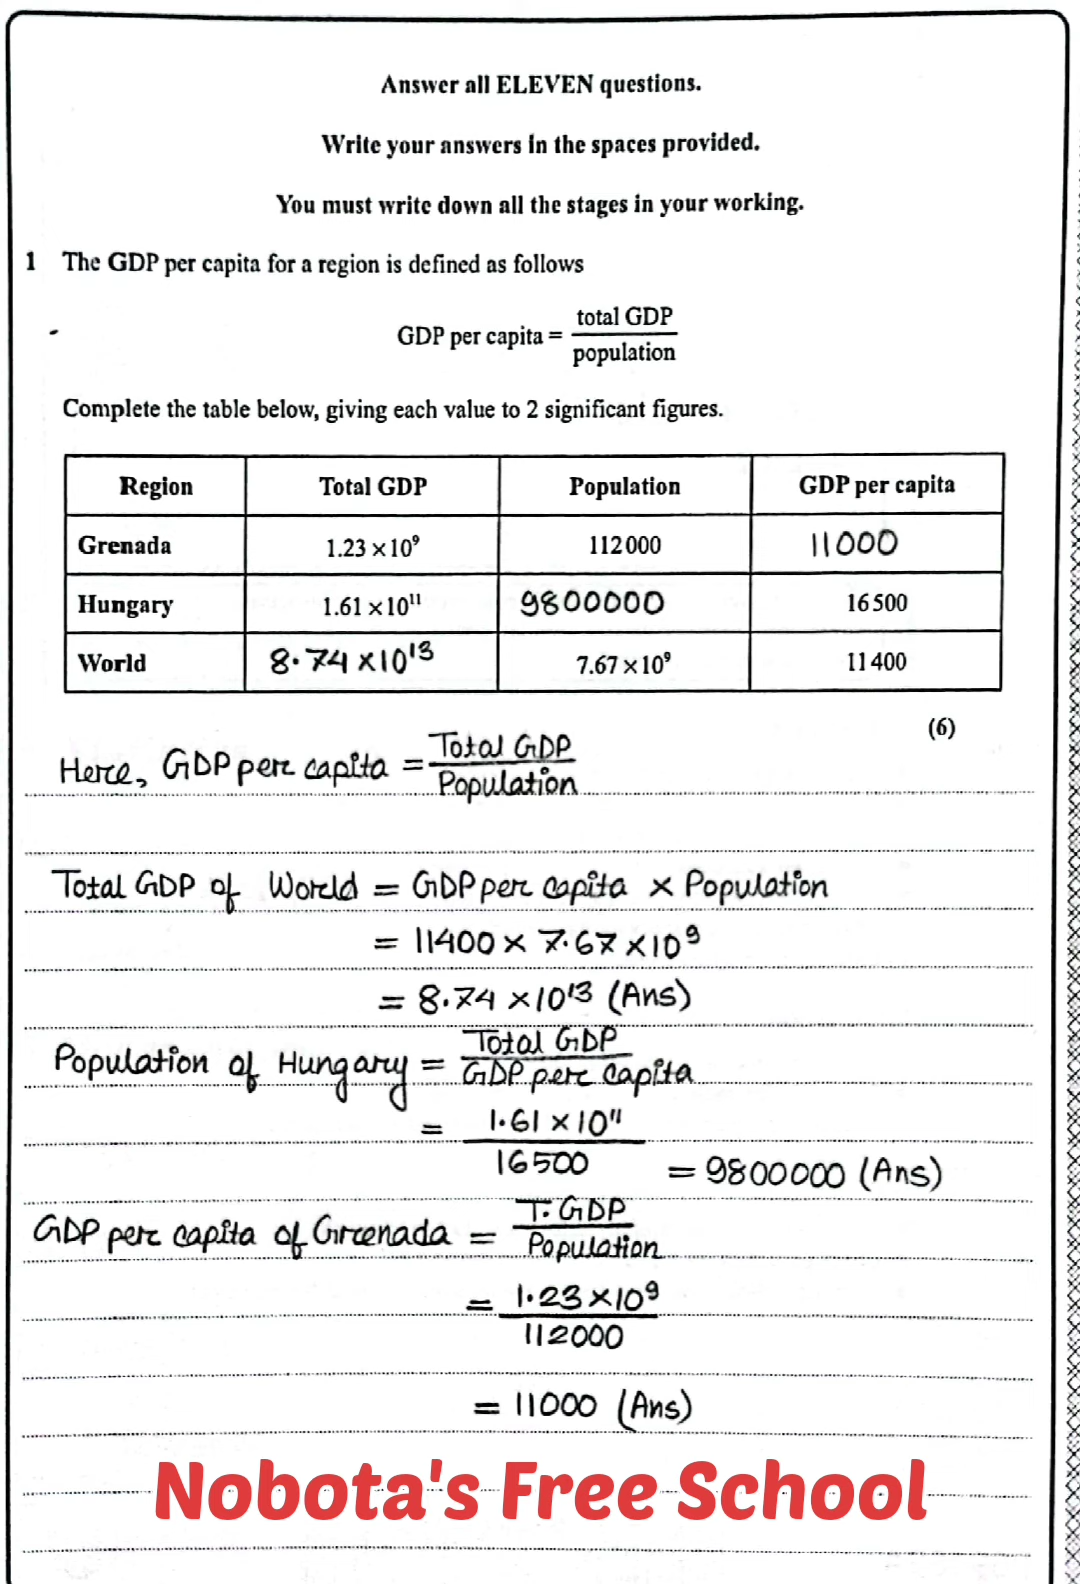 Answer all ELEVEN questions.
Write your answers in the spaces provided.
You must write down all the stages in your working.
1 The GDP per capita for a region is defined as follows
GDP per capita = total GDP / population
Complete the table below, giving each value to 2 significant figures.
Region Total GDP Population GDP per capita
Grenada 1.23 × 10⁹ 112 000 11000
Hungary 1.61 × 10¹¹ 9800000 16 500
World 8.74 × 10¹³ 7.67 × 10⁹ 11 400
(6)
Here, GDP per capita = Total GDP / Population
Total GDP of World = GDP per capita × Population
= 11400 × 7.67 × 10⁹
= 8.74 × 10¹³ (Ans)
Population of Hungary = Total GDP / GDP per capita
= 1.61 × 10¹¹ / 16500 = 9800000 (Ans)
GDP per capita of Grenada = T. GDP / Population
= 1.23 × 10⁹ / 112000
= 11000 (Ans)
Nobota's Free School